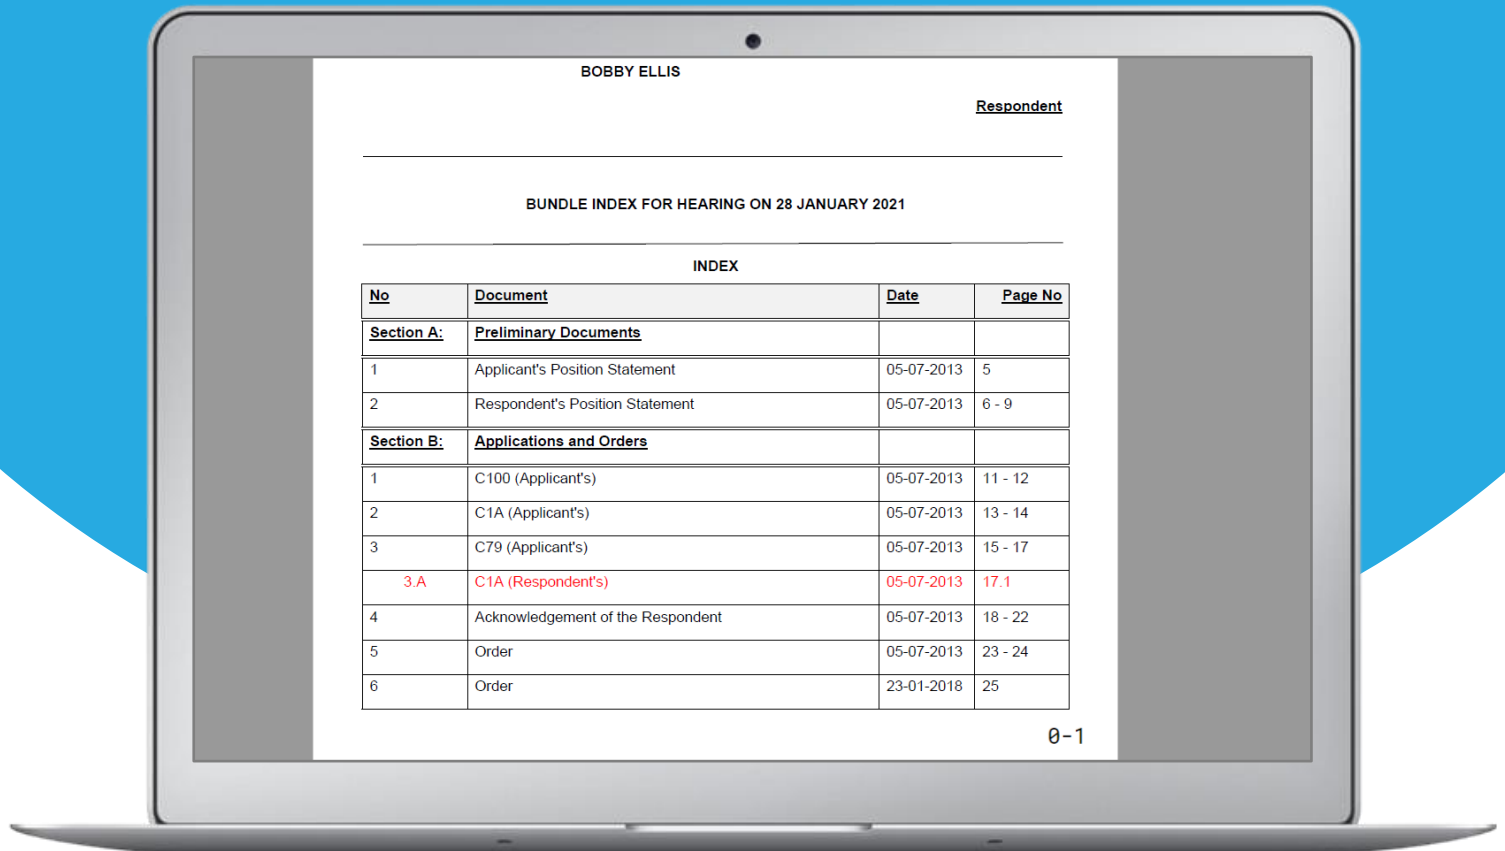 BOBBY ELLIS
Respondent
BUNDLE INDEX FOR HEARING ON 28 JANUARY 2021
INDEX
No Document Date Page No
Section A: Preliminary Documents
1 Applicant's Position Statement 05-07-2013 5
2 Respondent's Position Statement 05-07-2013 6 - 9
Section B: Applications and Orders
1 C100 (Applicant's) 05-07-2013 11 - 12
2 C1A (Applicant's) 05-07-2013 13 - 14
3 C79 (Applicant's) 05-07-2013 15 - 17
3.A C1A (Respondent's) 05-07-2013 17.1
4 Acknowledgement of the Respondent 05-07-2013 18 - 22
5 Order 05-07-2013 23 - 24
6 Order 23-01-2018 25
0-1